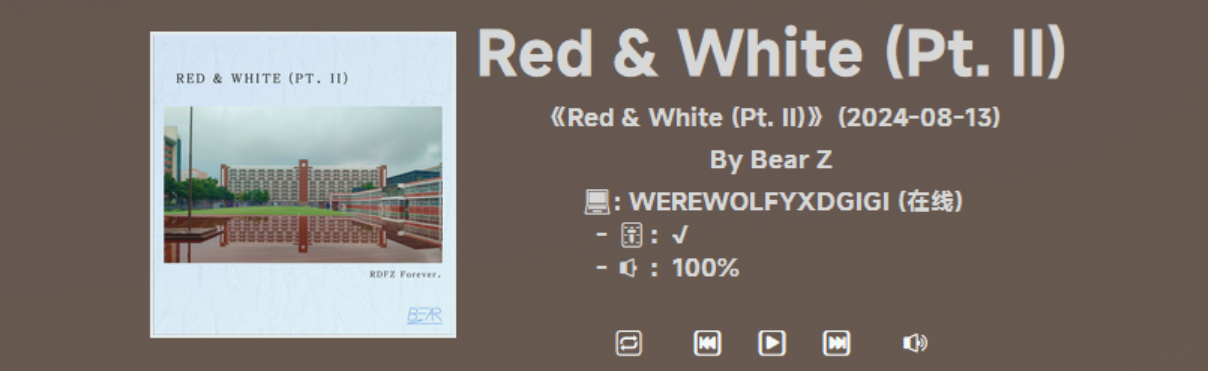 RED & WHITE (PT. II)
RDFZ Forever.
BEAR
Red & White (Pt. II)
《Red & White (Pt. II)》 (2024-08-13)
By Bear Z
💻: WEREWOLFYXDGIGI (在线)
- : √
- : 100%